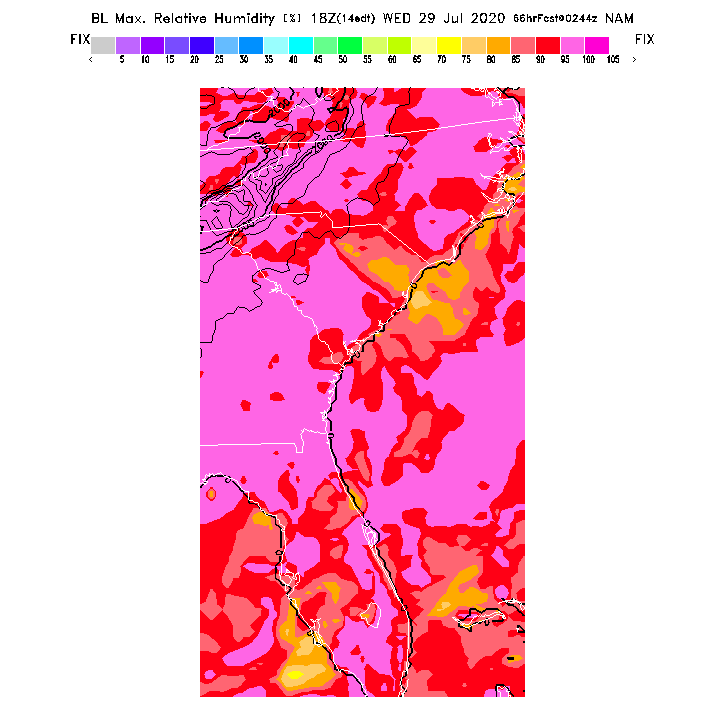 BL Max. Relative Humidity [%] 18Z(14edt) WED 29 Jul 2020 66hrFcst@0244z NAM
FIX FIX
< 5 10 15 20 25 30 35 40 45 50 55 60 65 70 75 80 85 90 95 100 105 >